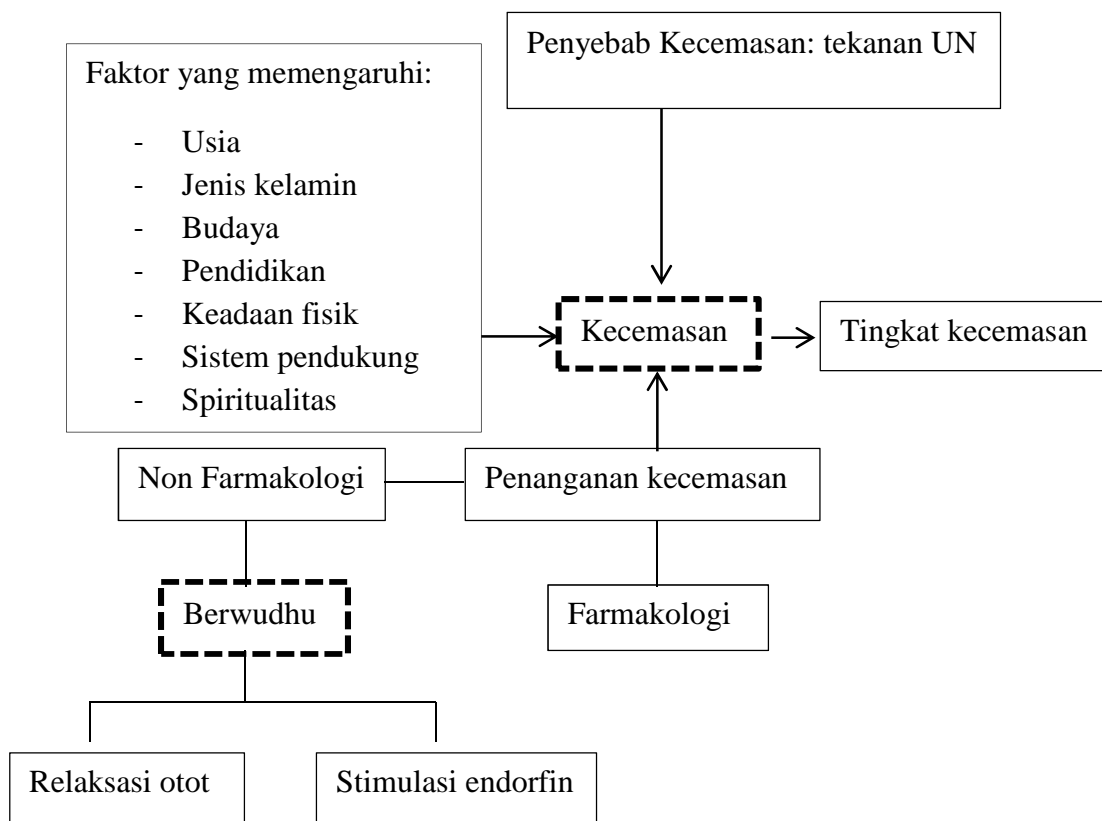 Penyebab Kecemasan: tekanan UN
Faktor yang memengaruhi:
- Usia
- Jenis kelamin
- Budaya
- Pendidikan
- Keadaan fisik
- Sistem pendukung
- Spiritualitas
Kecemasan
Tingkat kecemasan
Non Farmakologi
Penanganan kecemasan
Berwudhu
Farmakologi
Relaksasi otot
Stimulasi endorfin